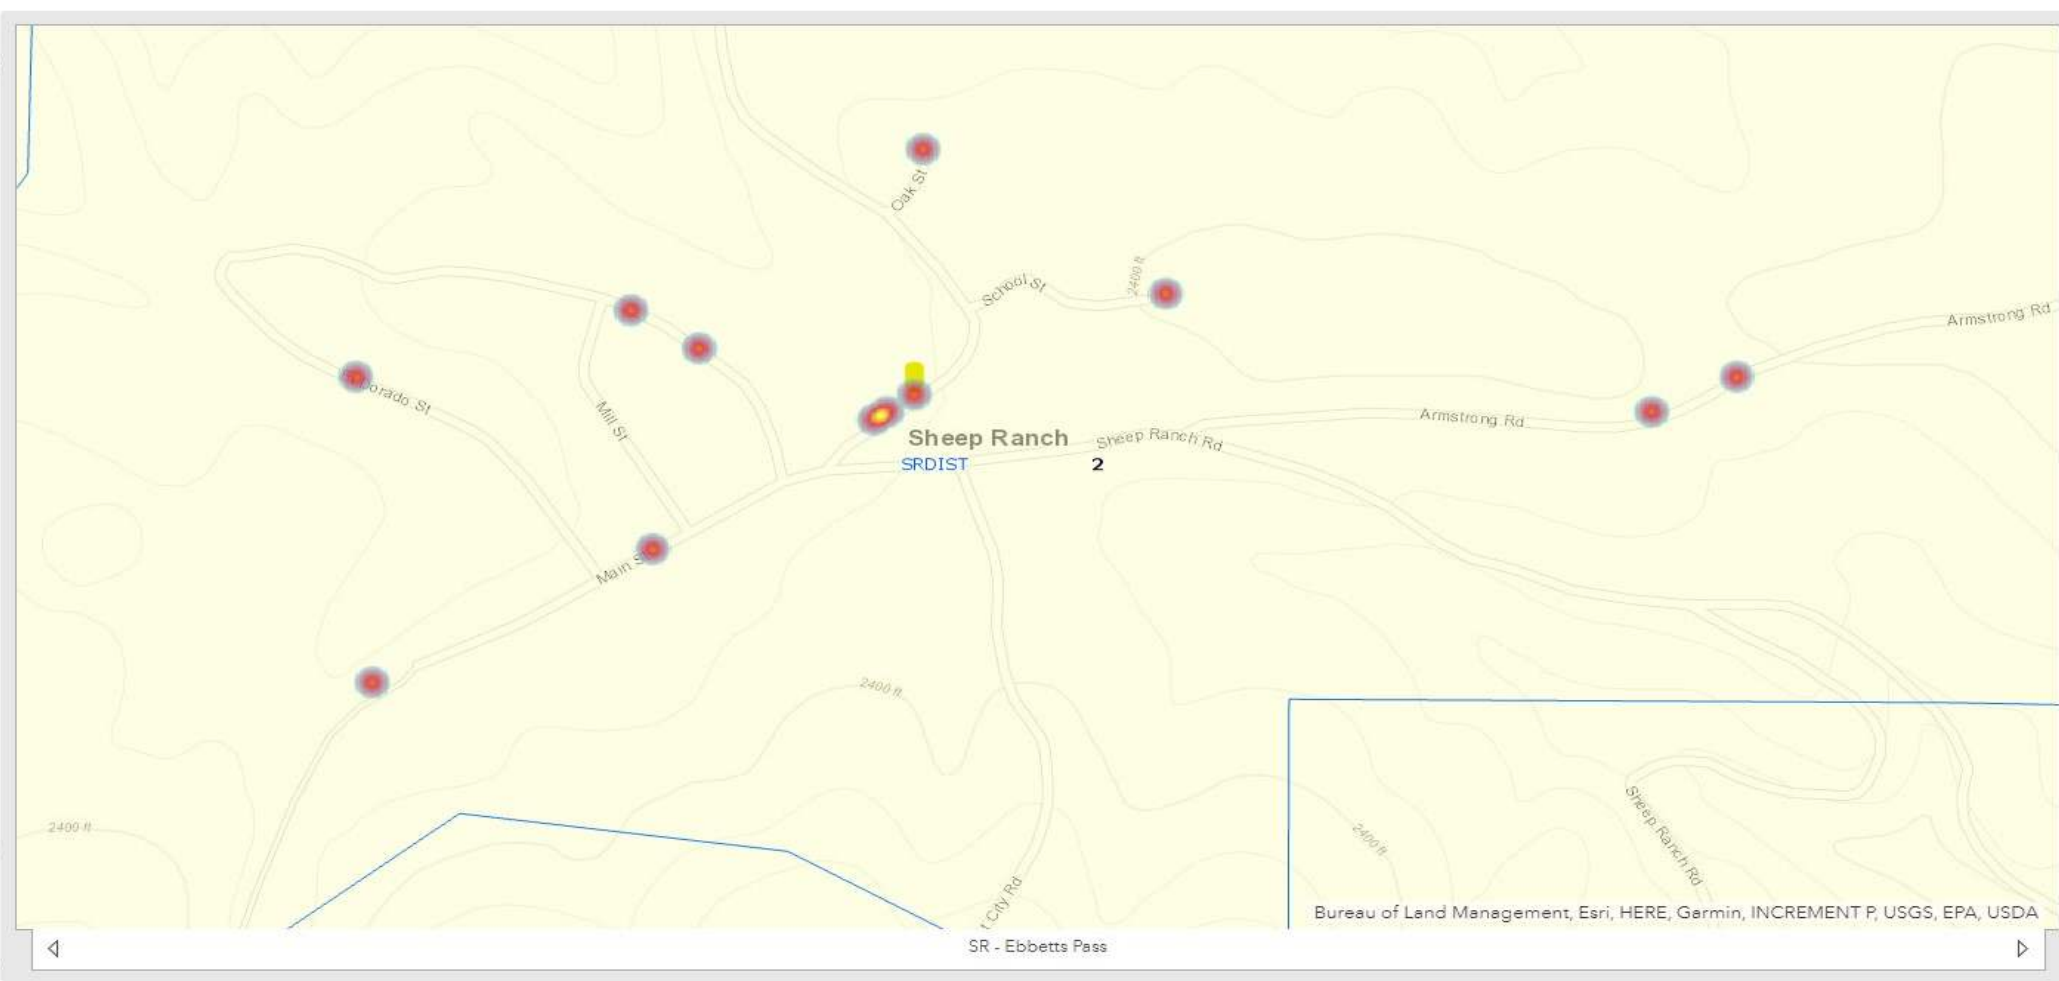 Oak St
School St
2400 ft
Armstrong Rd
Dorado St
Mill St
Armstrong Rd
Sheep Ranch
Sheep Ranch Rd
SRDIST
2
Main S
2400 ft
2400 ft
2400 ft
Sheep Ranch Rd
City Rd
Bureau of Land Management, Esri, HERE, Garmin, INCREMENT P, USGS, EPA, USDA
SR - Ebbetts Pass